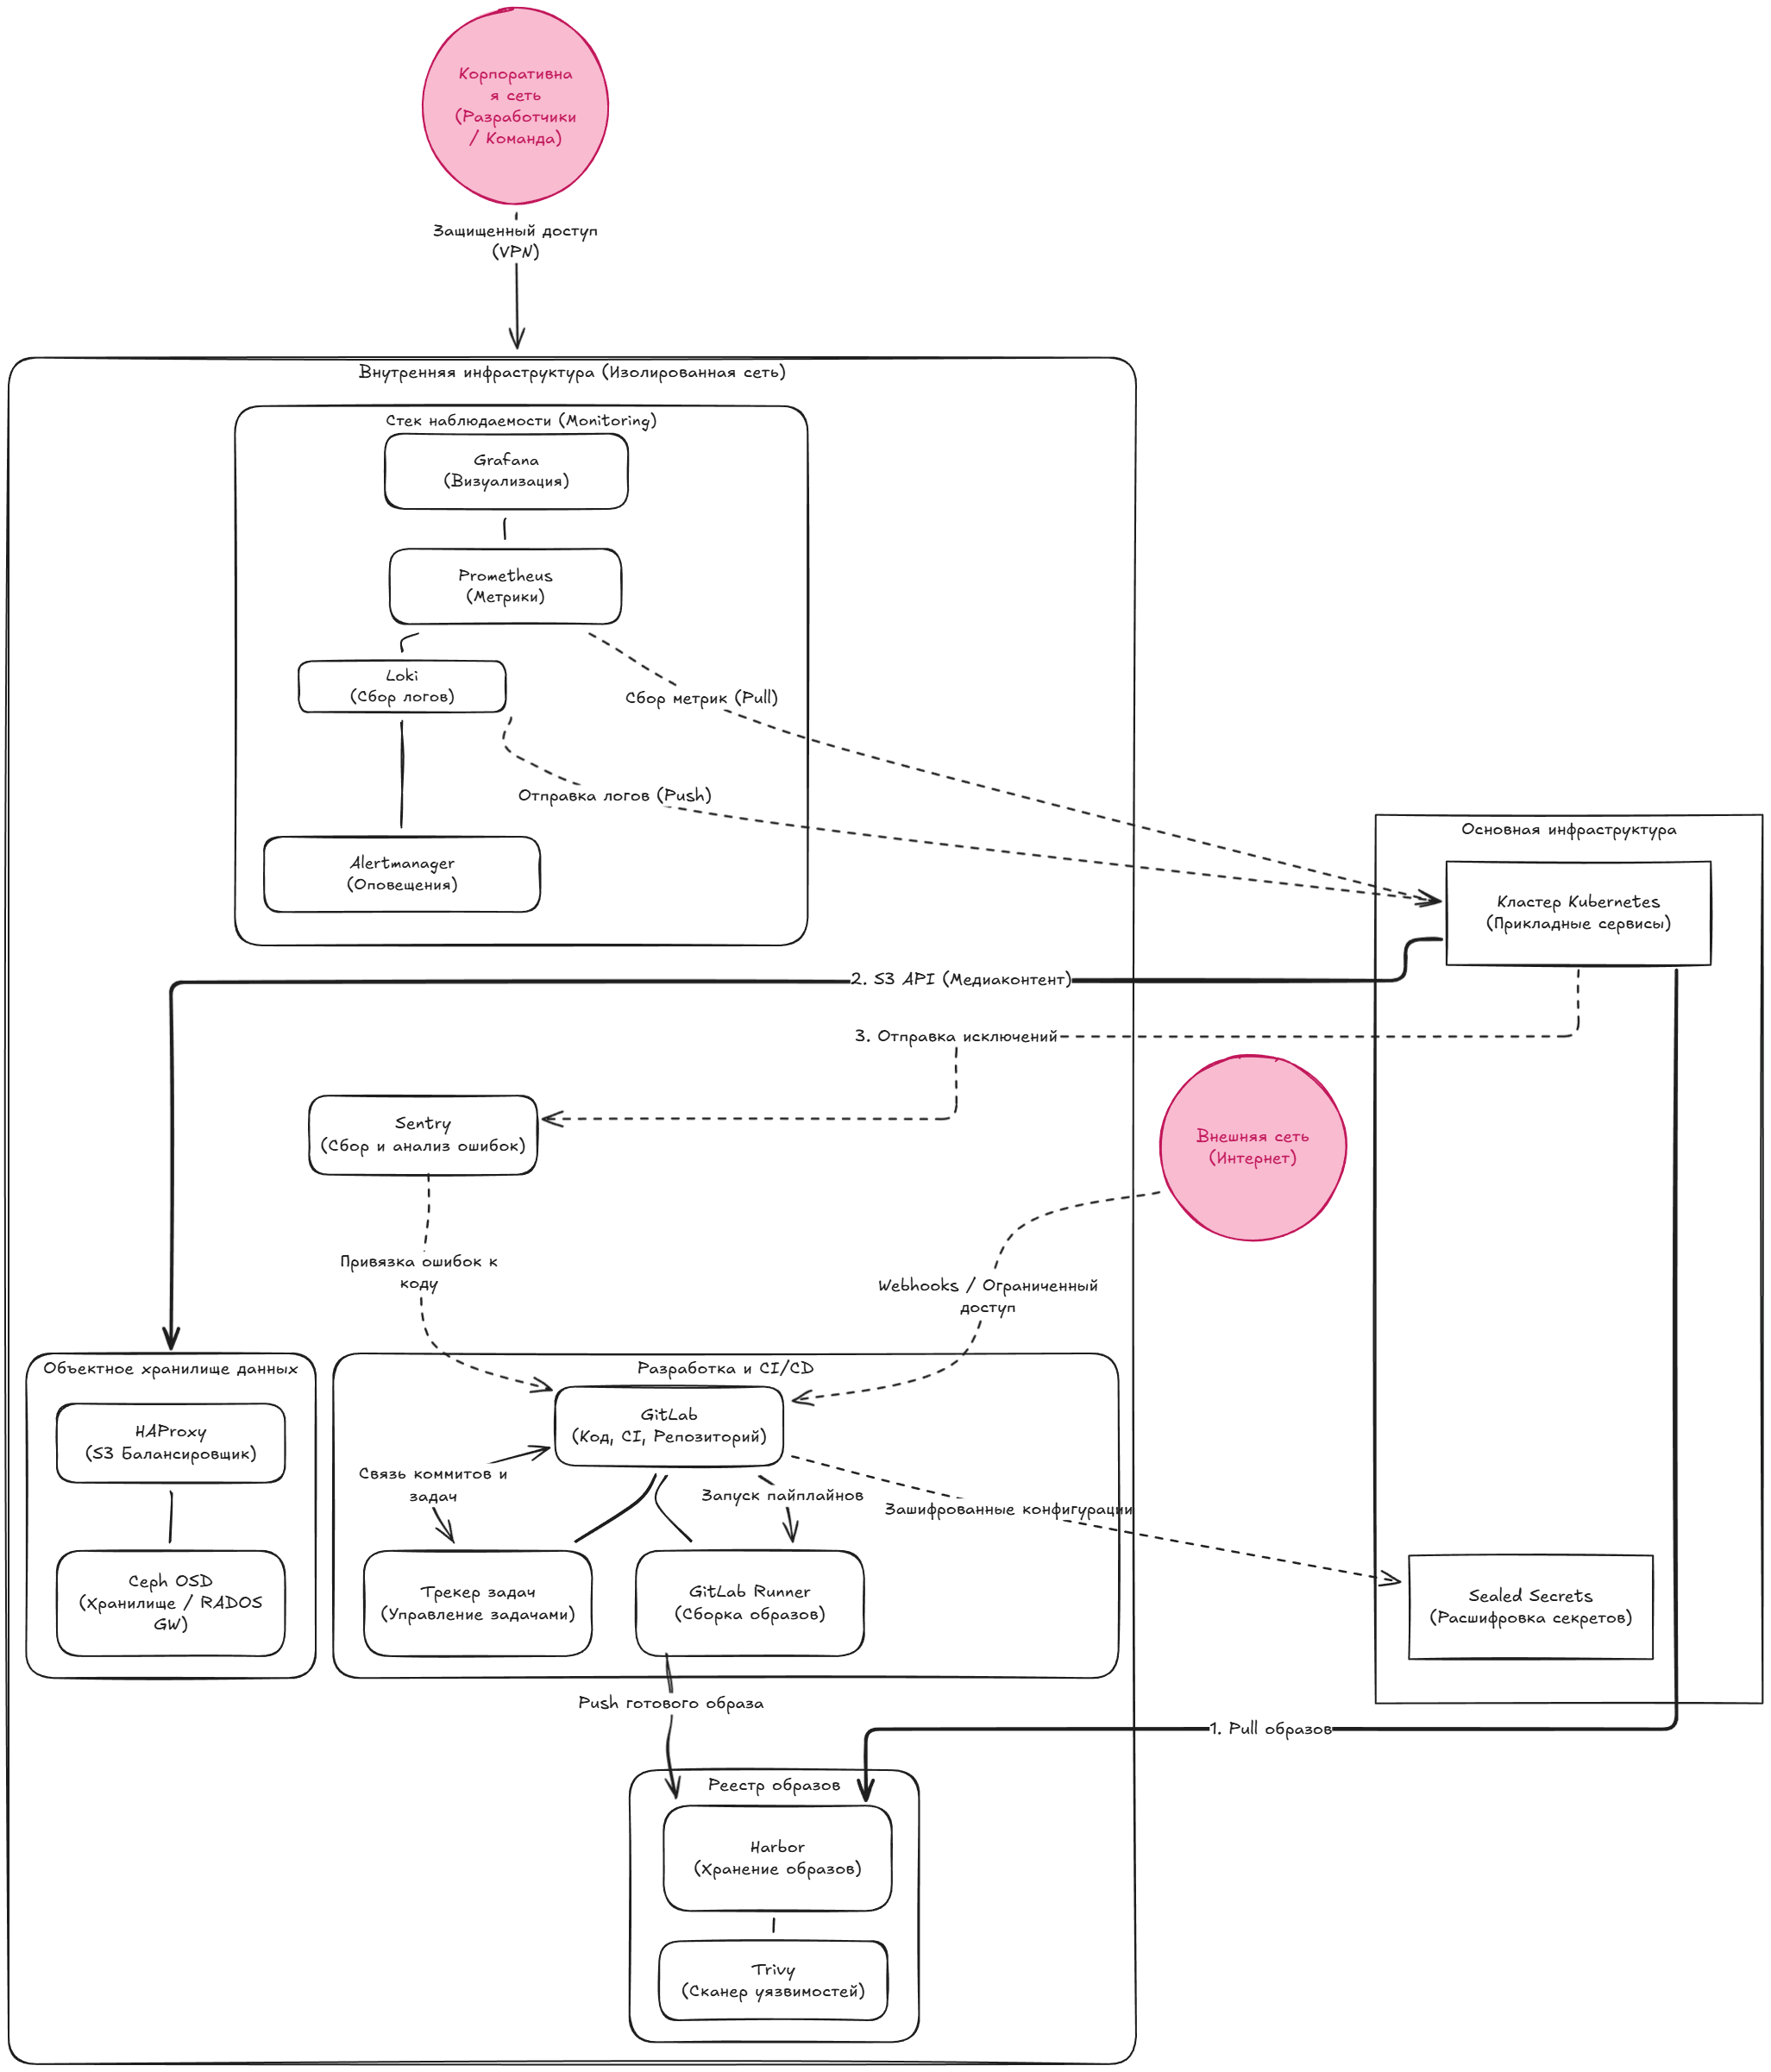 Корпоративна
я сеть
(Разработчики
/ Команда)
Защищенный доступ
(VPN)
Внутренняя инфраструктура (Изолированная сеть)
Стек наблюдаемости (Monitoring)
Grafana
(Визуализация)
Prometheus
(Метрики)
Loki
(Сбор логов)
Сбор метрик (Pull)
Отправка логов (Push)
Alertmanager
(Оповещения)
Основная инфраструктура
Кластер Kubernetes
(Прикладные сервисы)
2. S3 API (Медиаконтент)
3. Отправка исключений
Sentry
(Сбор и анализ ошибок)
Внешняя сеть
(Интернет)
Привязка ошибок к
коду
Webhooks / Ограниченный
доступ
Объектное хранилище данных
HAProxy
(S3 Балансировщик)
Ceph OSD
(Хранилище / RADOS
GW)
Разработка и CI/CD
GitLab
(Код, CI, Репозиторий)
Связь коммитов и
задач
Запуск пайплайнов
Зашифрованные конфигурации
Трекер задач
(Управление задачами)
GitLab Runner
(Сборка образов)
Sealed Secrets
(Расшифровка секретов)
Push готового образа
1. Pull образов
Реестр образов
Harbor
(Хранение образов)
Trivy
(Сканер уязвимостей)